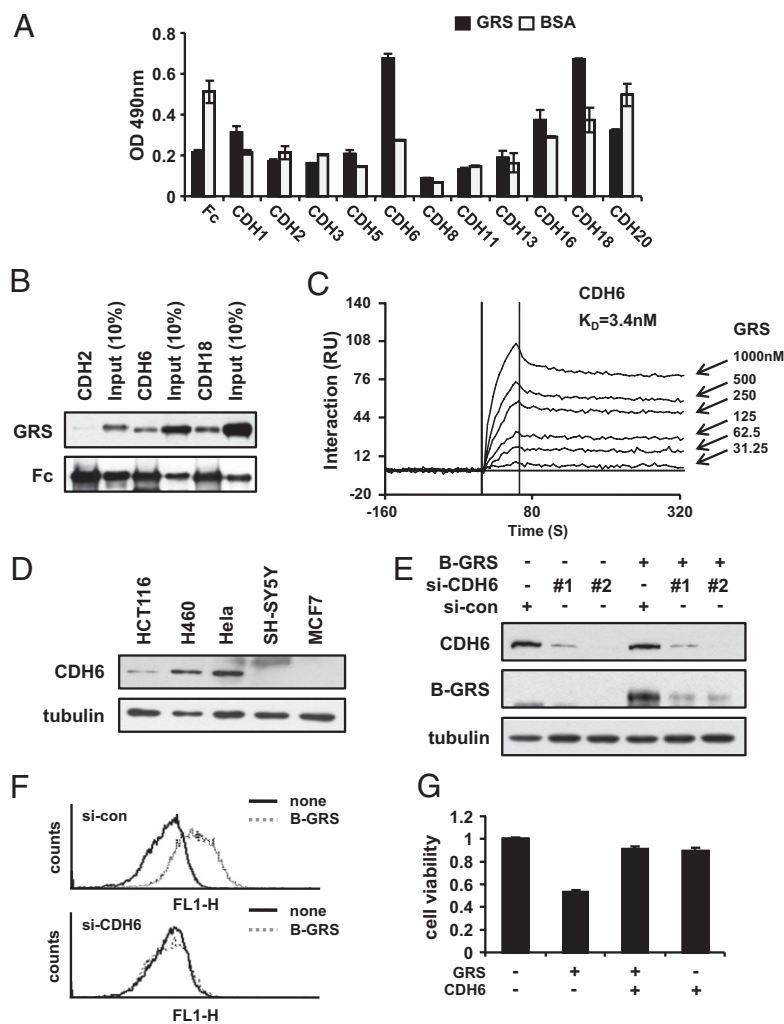 A
GRS BSA
OD 490nm
0.8
0.6
0.4
0.2
0
Fc CDH1 CDH2 CDH3 CDH5 CDH6 CDH8 CDH11 CDH13 CDH16 CDH18 CDH20
B
CDH2 Input (10%) CDH6 Input (10%) CDH18 Input (10%)
GRS
Fc
C
CDH6
K_D=3.4nM
GRS
Interaction (RU)
140
108
76
44
12
-20
-160 80 320
Time (S)
1000nM
500
250
125
62.5
31.25
D
HCT116 H460 Hela SH-SY5Y MCF7
CDH6
tubulin
E
B-GRS - - - + + +
si-CDH6 - #1 #2 - #1 #2
si-con + - - + - -
CDH6
B-GRS
tubulin
F
si-con
none
B-GRS
counts
FL1-H
si-CDH6
none
B-GRS
counts
FL1-H
G
cell viability
1.2
1
0.8
0.6
0.4
0.2
0
GRS - + + -
CDH6 - - + +